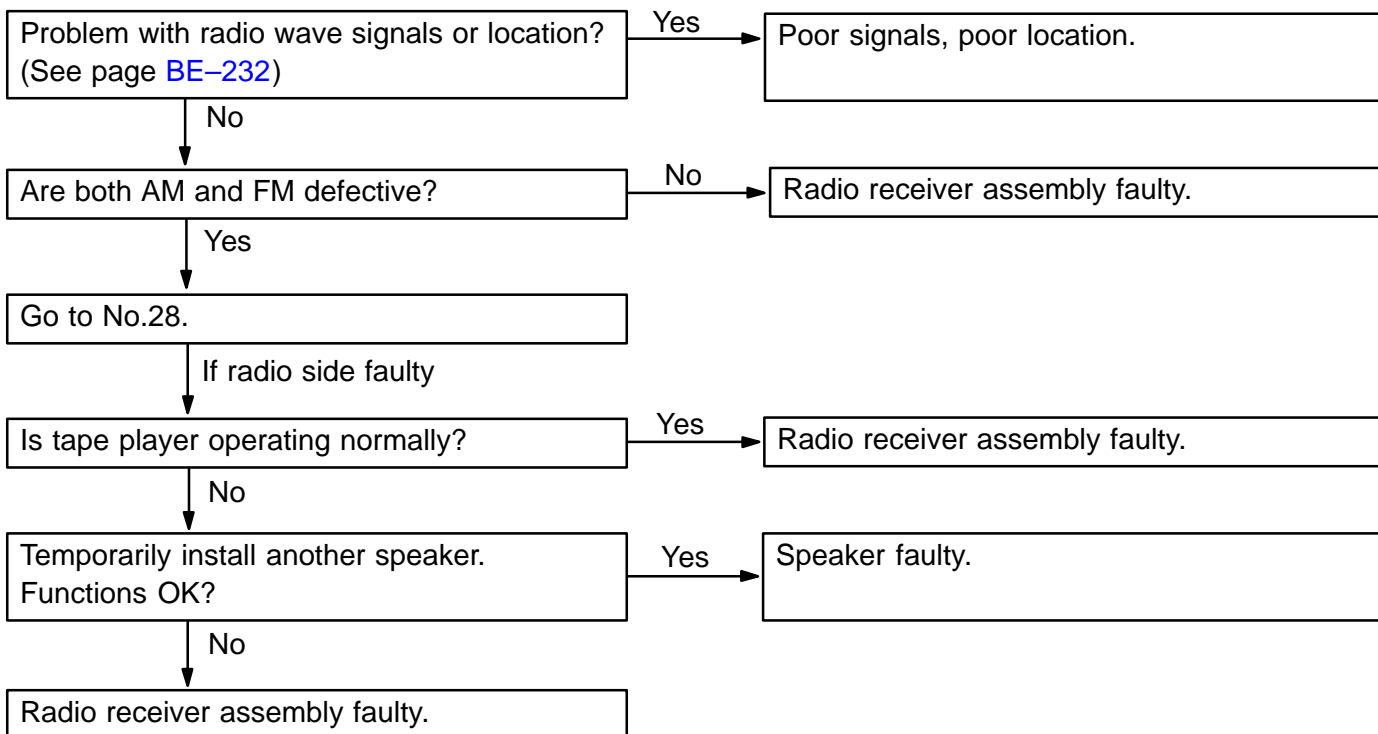 Problem with radio wave signals or location?
(See page BE–232)
Yes
Poor signals, poor location.
No
Are both AM and FM defective?
No
Radio receiver assembly faulty.
Yes
Go to No.28.
If radio side faulty
Is tape player operating normally?
Yes
Radio receiver assembly faulty.
No
Temporarily install another speaker.
Functions OK?
Yes
Speaker faulty.
No
Radio receiver assembly faulty.